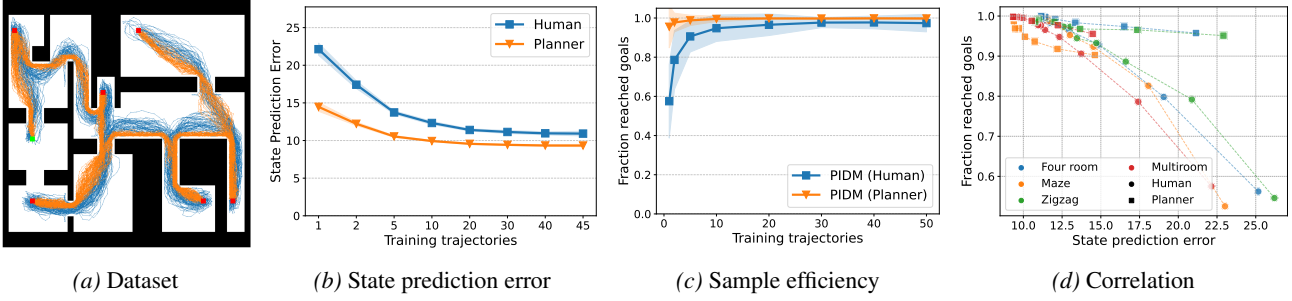 State Prediction Error
25
20
15
10
5
0
1
2
5
10
20
30
40
45
Training trajectories
Human
Planner
Fraction reached goals
1.0
0.8
0.6
0.4
0.2
0.0
0
10
20
30
40
50
Training trajectories
PIDM (Human)
PIDM (Planner)
Fraction reached goals
1.0
0.9
0.8
0.7
0.6
10.0
12.5
15.0
17.5
20.0
22.5
25.0
State prediction error
Four room
Maze
Zigzag
Multiroom
Human
Planner
(a) Dataset
(b) State prediction error
(c) Sample efficiency
(d) Correlation